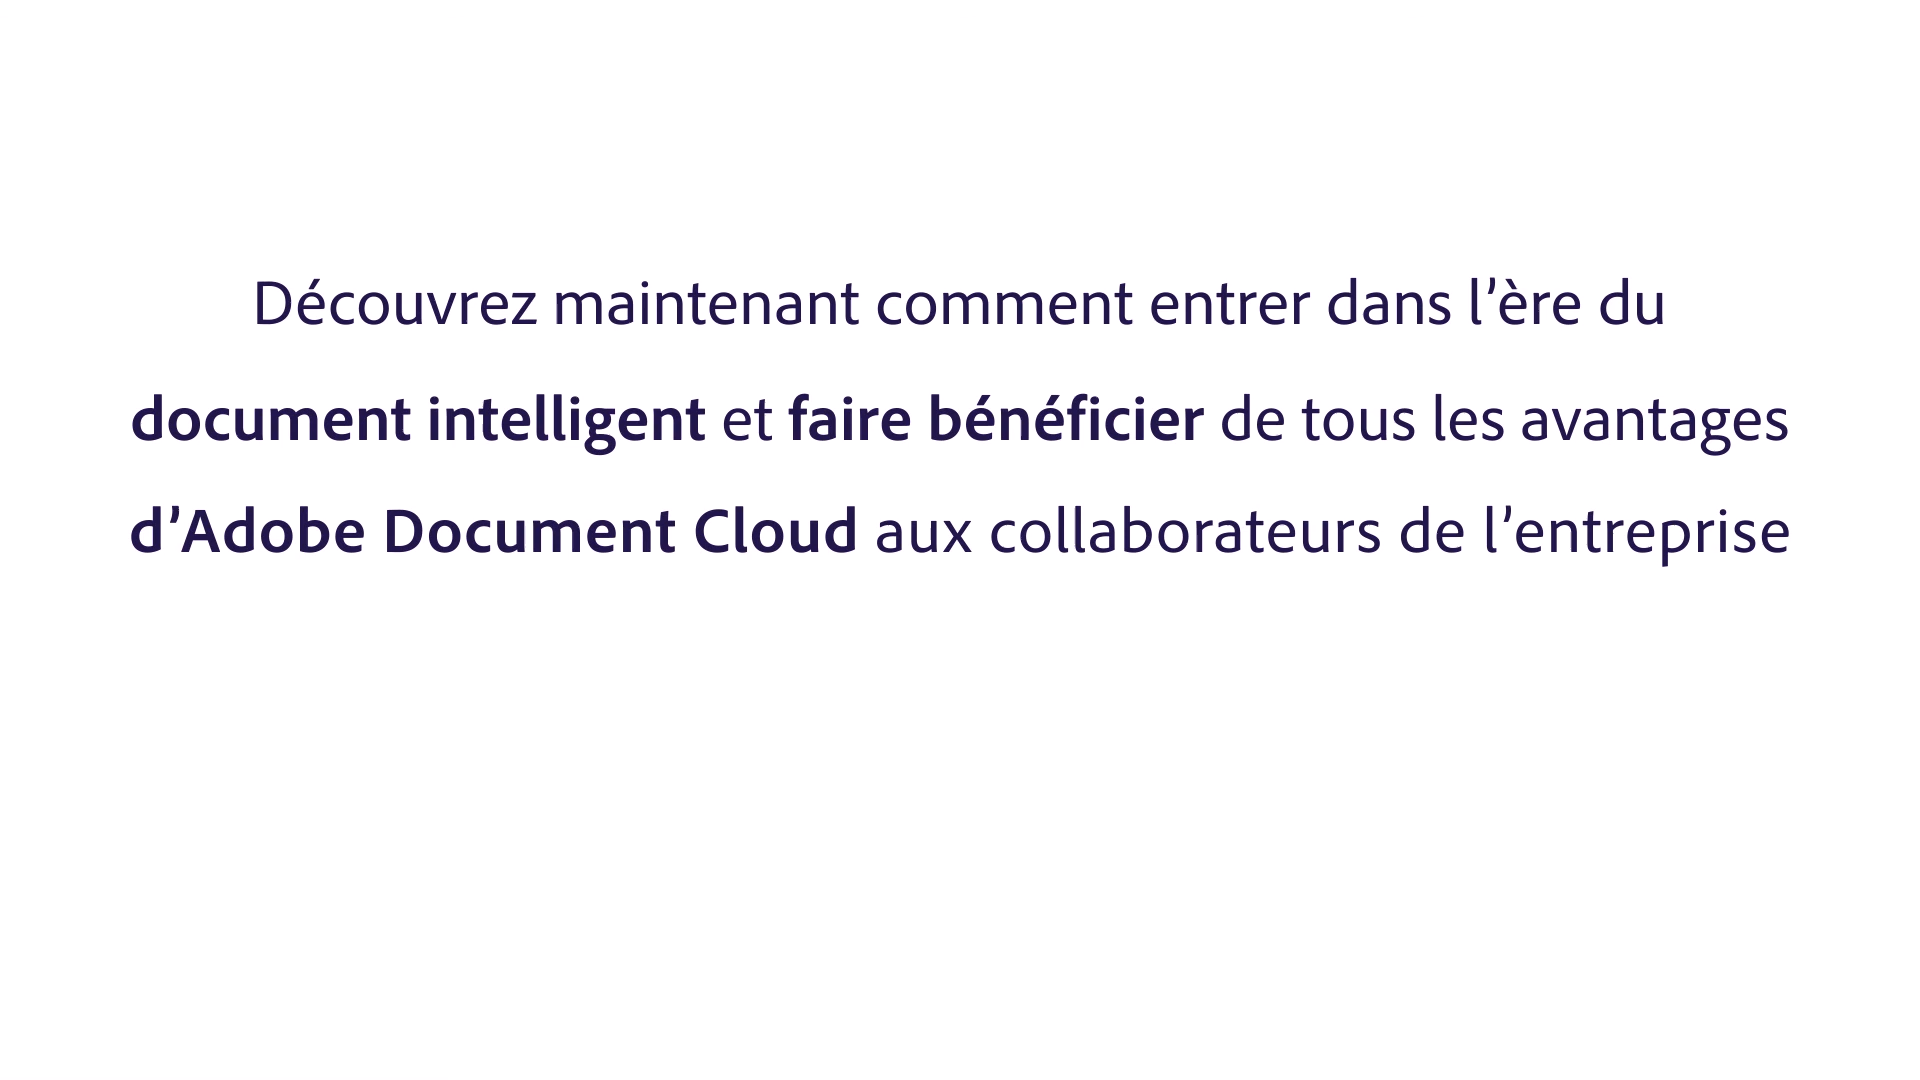 Découvrez maintenant comment entrer dans l’ère du
document intelligent et faire bénéficier de tous les avantages
d’Adobe Document Cloud aux collaborateurs de l’entreprise